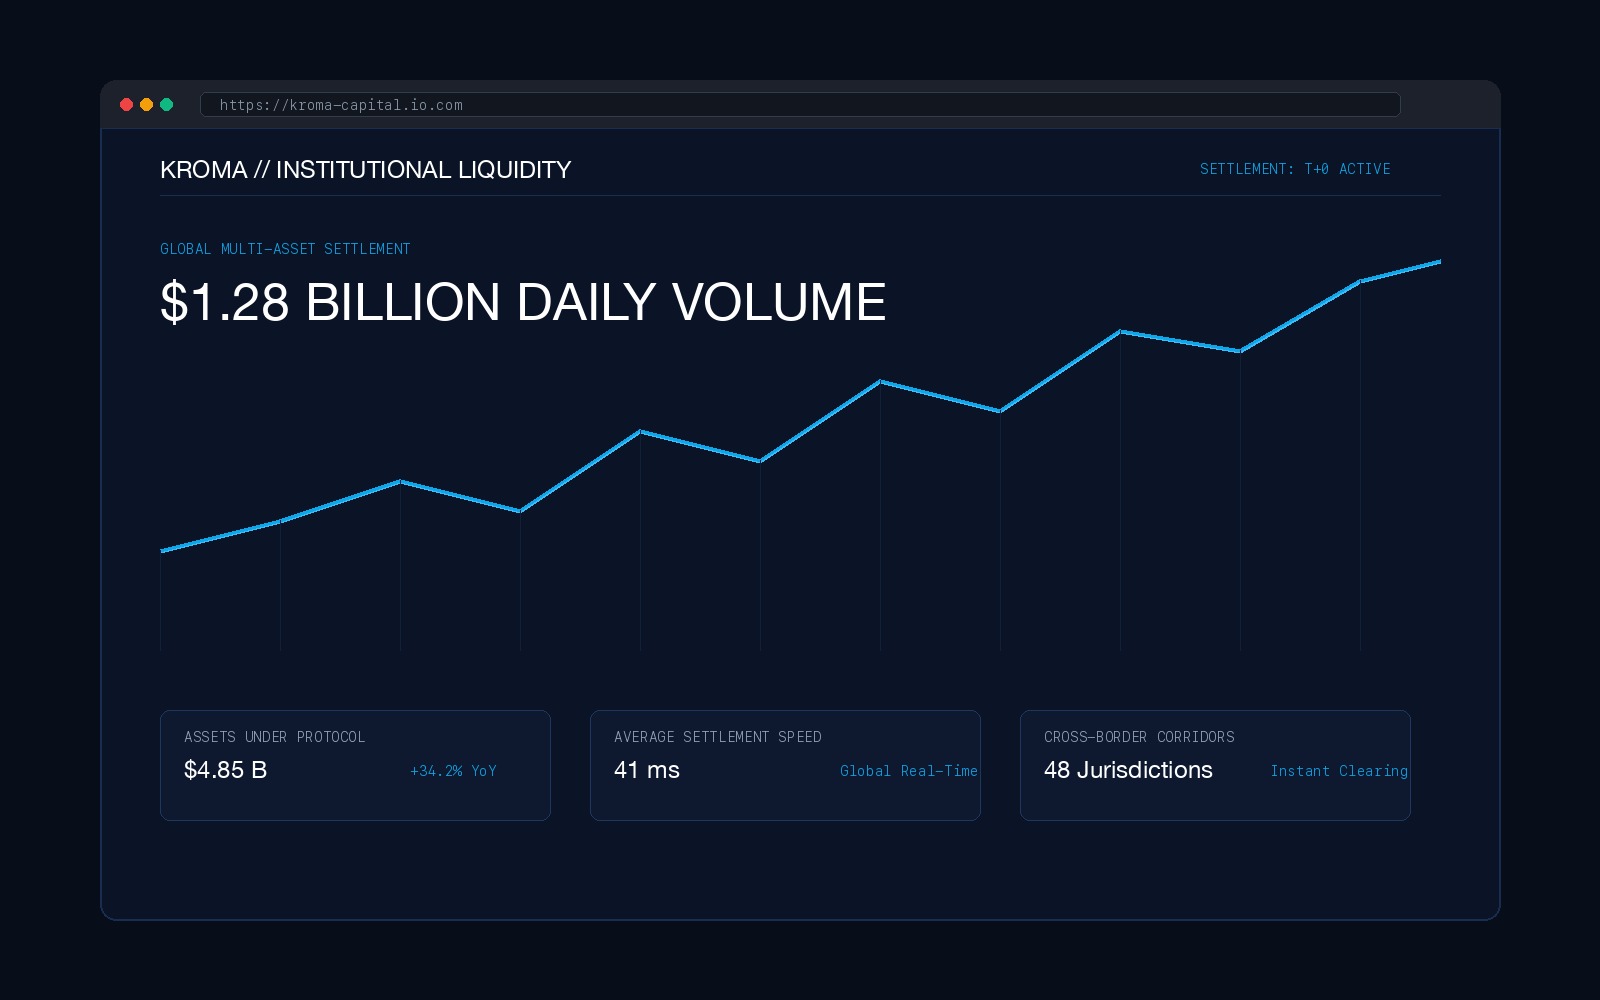 https://kroma-capital.io.com
KROMA // INSTITUTIONAL LIQUIDITY
SETTLEMENT: T+0 ACTIVE
GLOBAL MULTI-ASSET SETTLEMENT
$1.28 BILLION DAILY VOLUME
ASSETS UNDER PROTOCOL
$4.85 B
+34.2% YoY
AVERAGE SETTLEMENT SPEED
41 ms
Global Real-Time
CROSS-BORDER CORRIDORS
48 Jurisdictions
Instant Clearing